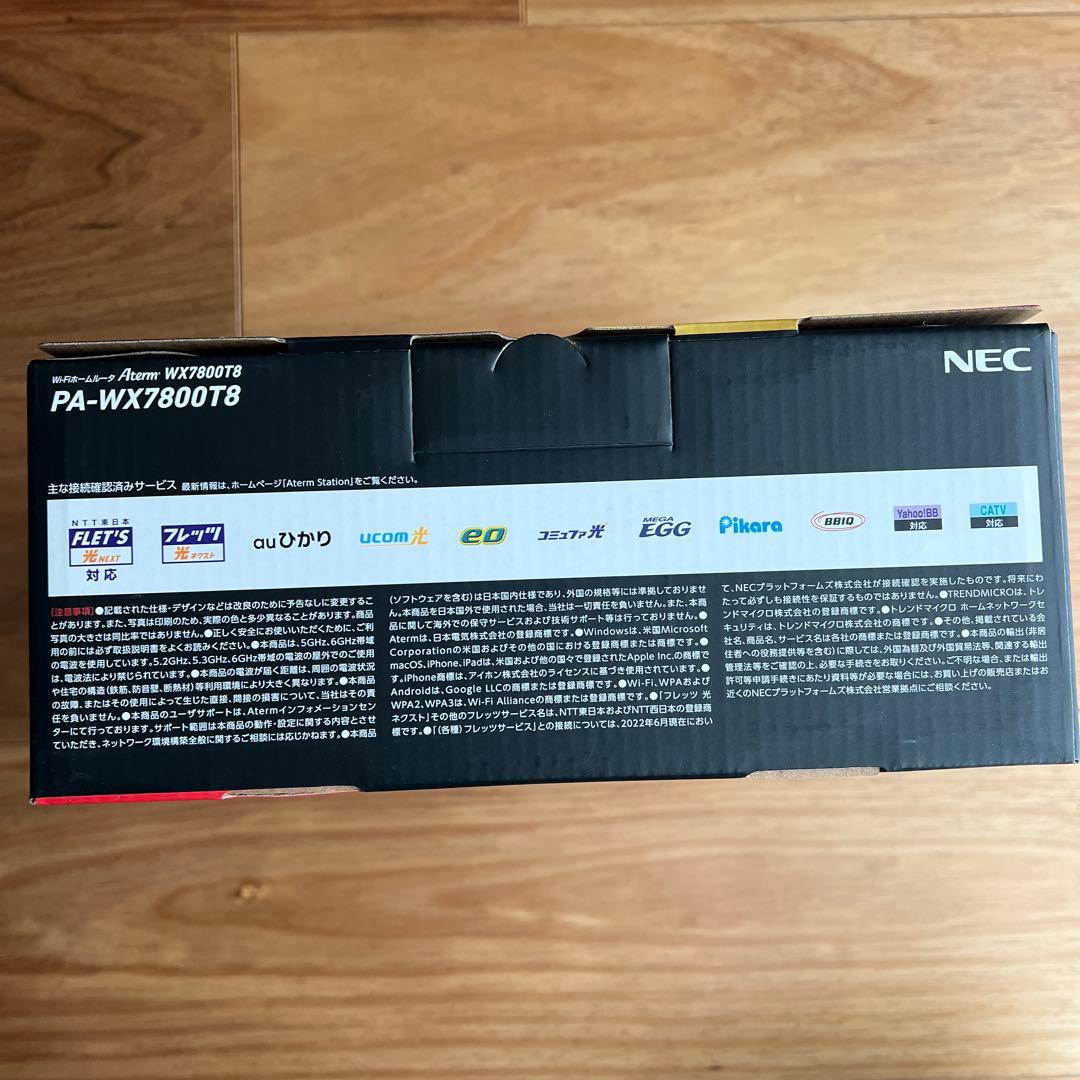 Wi-Fiホームルータ Aterm WX7800T8
PA-WX7800T8
NEC
主な接続確認済みサービス 最新情報は、ホームページ「Aterm Station」をご覧ください。
NTT東日本
FLET'S
光NEXT
対応
フレッツ
光ネクスト
auひかり
ucom光
eo
コミュファ光
MEGA
EGG
Pikara
BBIQ
Yahoo!BB
対応
CATV
対応
[注意事項]●記載された仕様・デザインなどは改良のために予告なしに変更するこ
とがあります。また、写真は印刷のため、実際の色と多少異なることがあります。商品
写真の大きさは同比率ではありません。●正しく安全にお使いいただくために、ご利
用の前には必ず取扱説明書をよくお読みください。●本商品は、5GHz、6GHz帯域
の電波を使用しています。5.2GHz、5.3GHz、6GHz帯域の電波の屋外でのご使用
は、電波法により禁じられています。●本商品の電波が届く距離は、周囲の電波状況
や住宅の構造(鉄筋、防音壁、断熱材)等利用環境により大きく異なります。●本商品
の故障、またはその使用によって生じた直接、間接の損害について、当社はその責
任を負いません。●本商品のユーザサポートは、Atermインフォメーションセン
ターにて行っております。サポート範囲は本商品の動作・設定に関する内容とさせ
ていただき、ネットワーク環境構築全般に関するご相談には応じかねます。●本商品
(ソフトウェアを含む)は日本国内仕様であり、外国の規格等には準拠しておりませ
ん。本商品を日本国外で使用された場合、当社は一切責任を負いません。また、本商
品に関して海外での保守サービスおよび技術サポート等は行っておりません。●
Atermは、日本電気株式会社の登録商標です。●Windowsは、米国Microsoft
Corporationの米国およびその他の国における登録商標または商標です。●
macOS、iPhone、iPadは、米国および他の国々で登録されたApple Inc.の商標で
す。iPhone商標は、アイホン株式会社のライセンスに基づき使用されています。●
Androidは、Google LLCの商標または登録商標です。●Wi-Fi、WPAおよび
WPA2、WPA3は、Wi-Fi Allianceの商標または登録商標です。●「フレッツ 光
ネクスト」その他のフレッツサービス名は、NTT東日本およびNTT西日本の登録商
標です。●「(各種)フレッツサービス」との接続については、2022年6月現在におい
て、NECプラットフォームズ株式会社が接続確認を実施したものです。将来にわ
たって必ずしも接続性を保証するものではありません。●TRENDMICROは、トレ
ンドマイクロ株式会社の登録商標です。●トレンドマイクロ ホームネットワークセ
キュリティは、トレンドマイクロ株式会社の商標です。●その他、掲載されている会
社名、商品名、サービス名は各社の商標または登録商標です。●本商品の輸出(非居
住者への役務提供等を含む)に際しては、外国為替及び外国貿易法等、関連する輸出
管理法等をご確認の上、必要な手続きをお取りください。ご不明な場合、または輸出
許可等申請手続きにあたり資料等が必要な場合には、お買い上げの販売店またはお
近くのNECプラットフォームズ株式会社営業拠点にご相談ください。